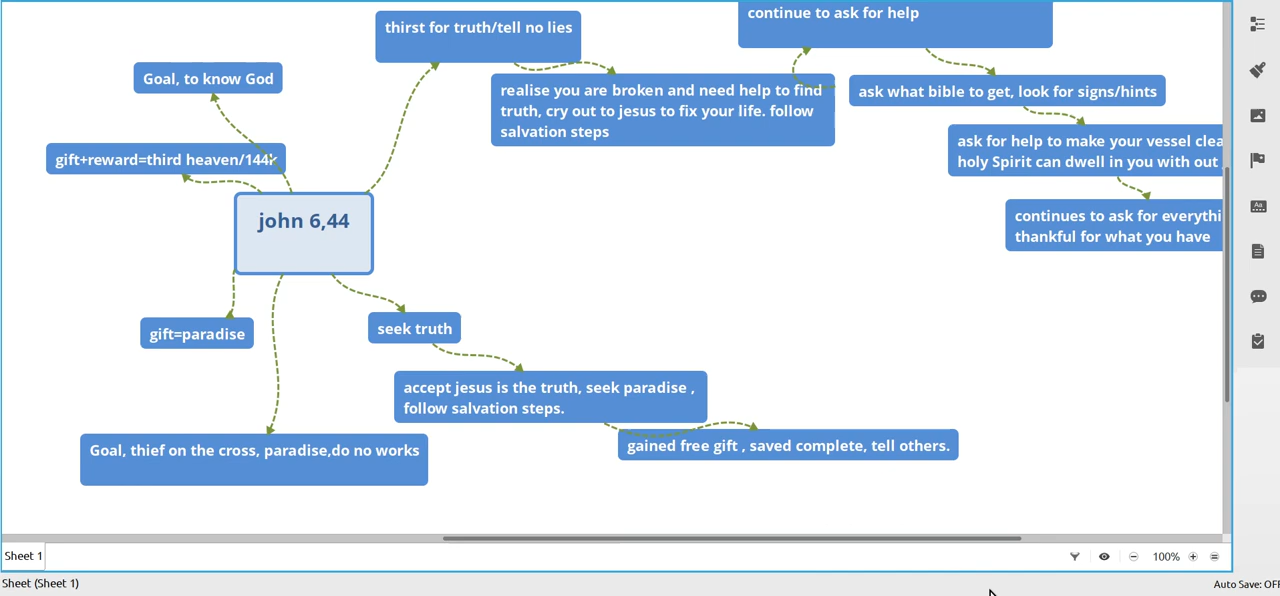 continue to ask for help
thirst for truth/tell no lies
Goal, to know God
realise you are broken and need help to find
truth, cry out to jesus to fix your life. follow
salvation steps
ask what bible to get, look for signs/hints
ask for help to make your vessel clea
holy Spirit can dwell in you with out
gift+reward=third heaven/144k
continues to ask for everythi
thankful for what you have
john 6,44
gift=paradise
seek truth
accept jesus is the truth, seek paradise ,
follow salvation steps.
Goal, thief on the cross, paradise,do no works
gained free gift , saved complete, tell others.
Aa
Sheet 1
100%
Sheet (Sheet 1)
Auto Save: OFF